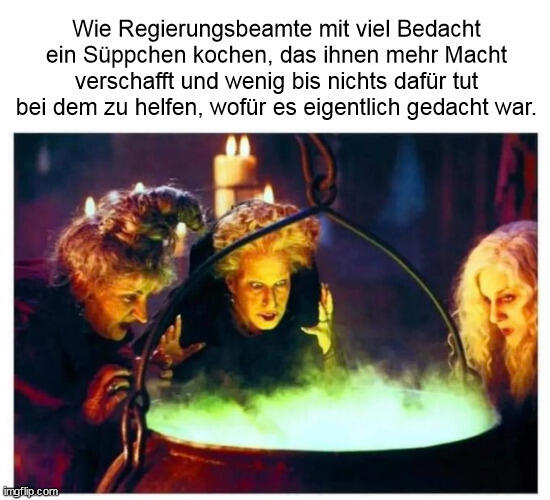 Wie Regierungsbeamte mit viel Bedacht
ein Süppchen kochen, das ihnen mehr Macht
verschafft und wenig bis nichts dafür tut
bei dem zu helfen, wofür es eigentlich gedacht war.
imgflip.com